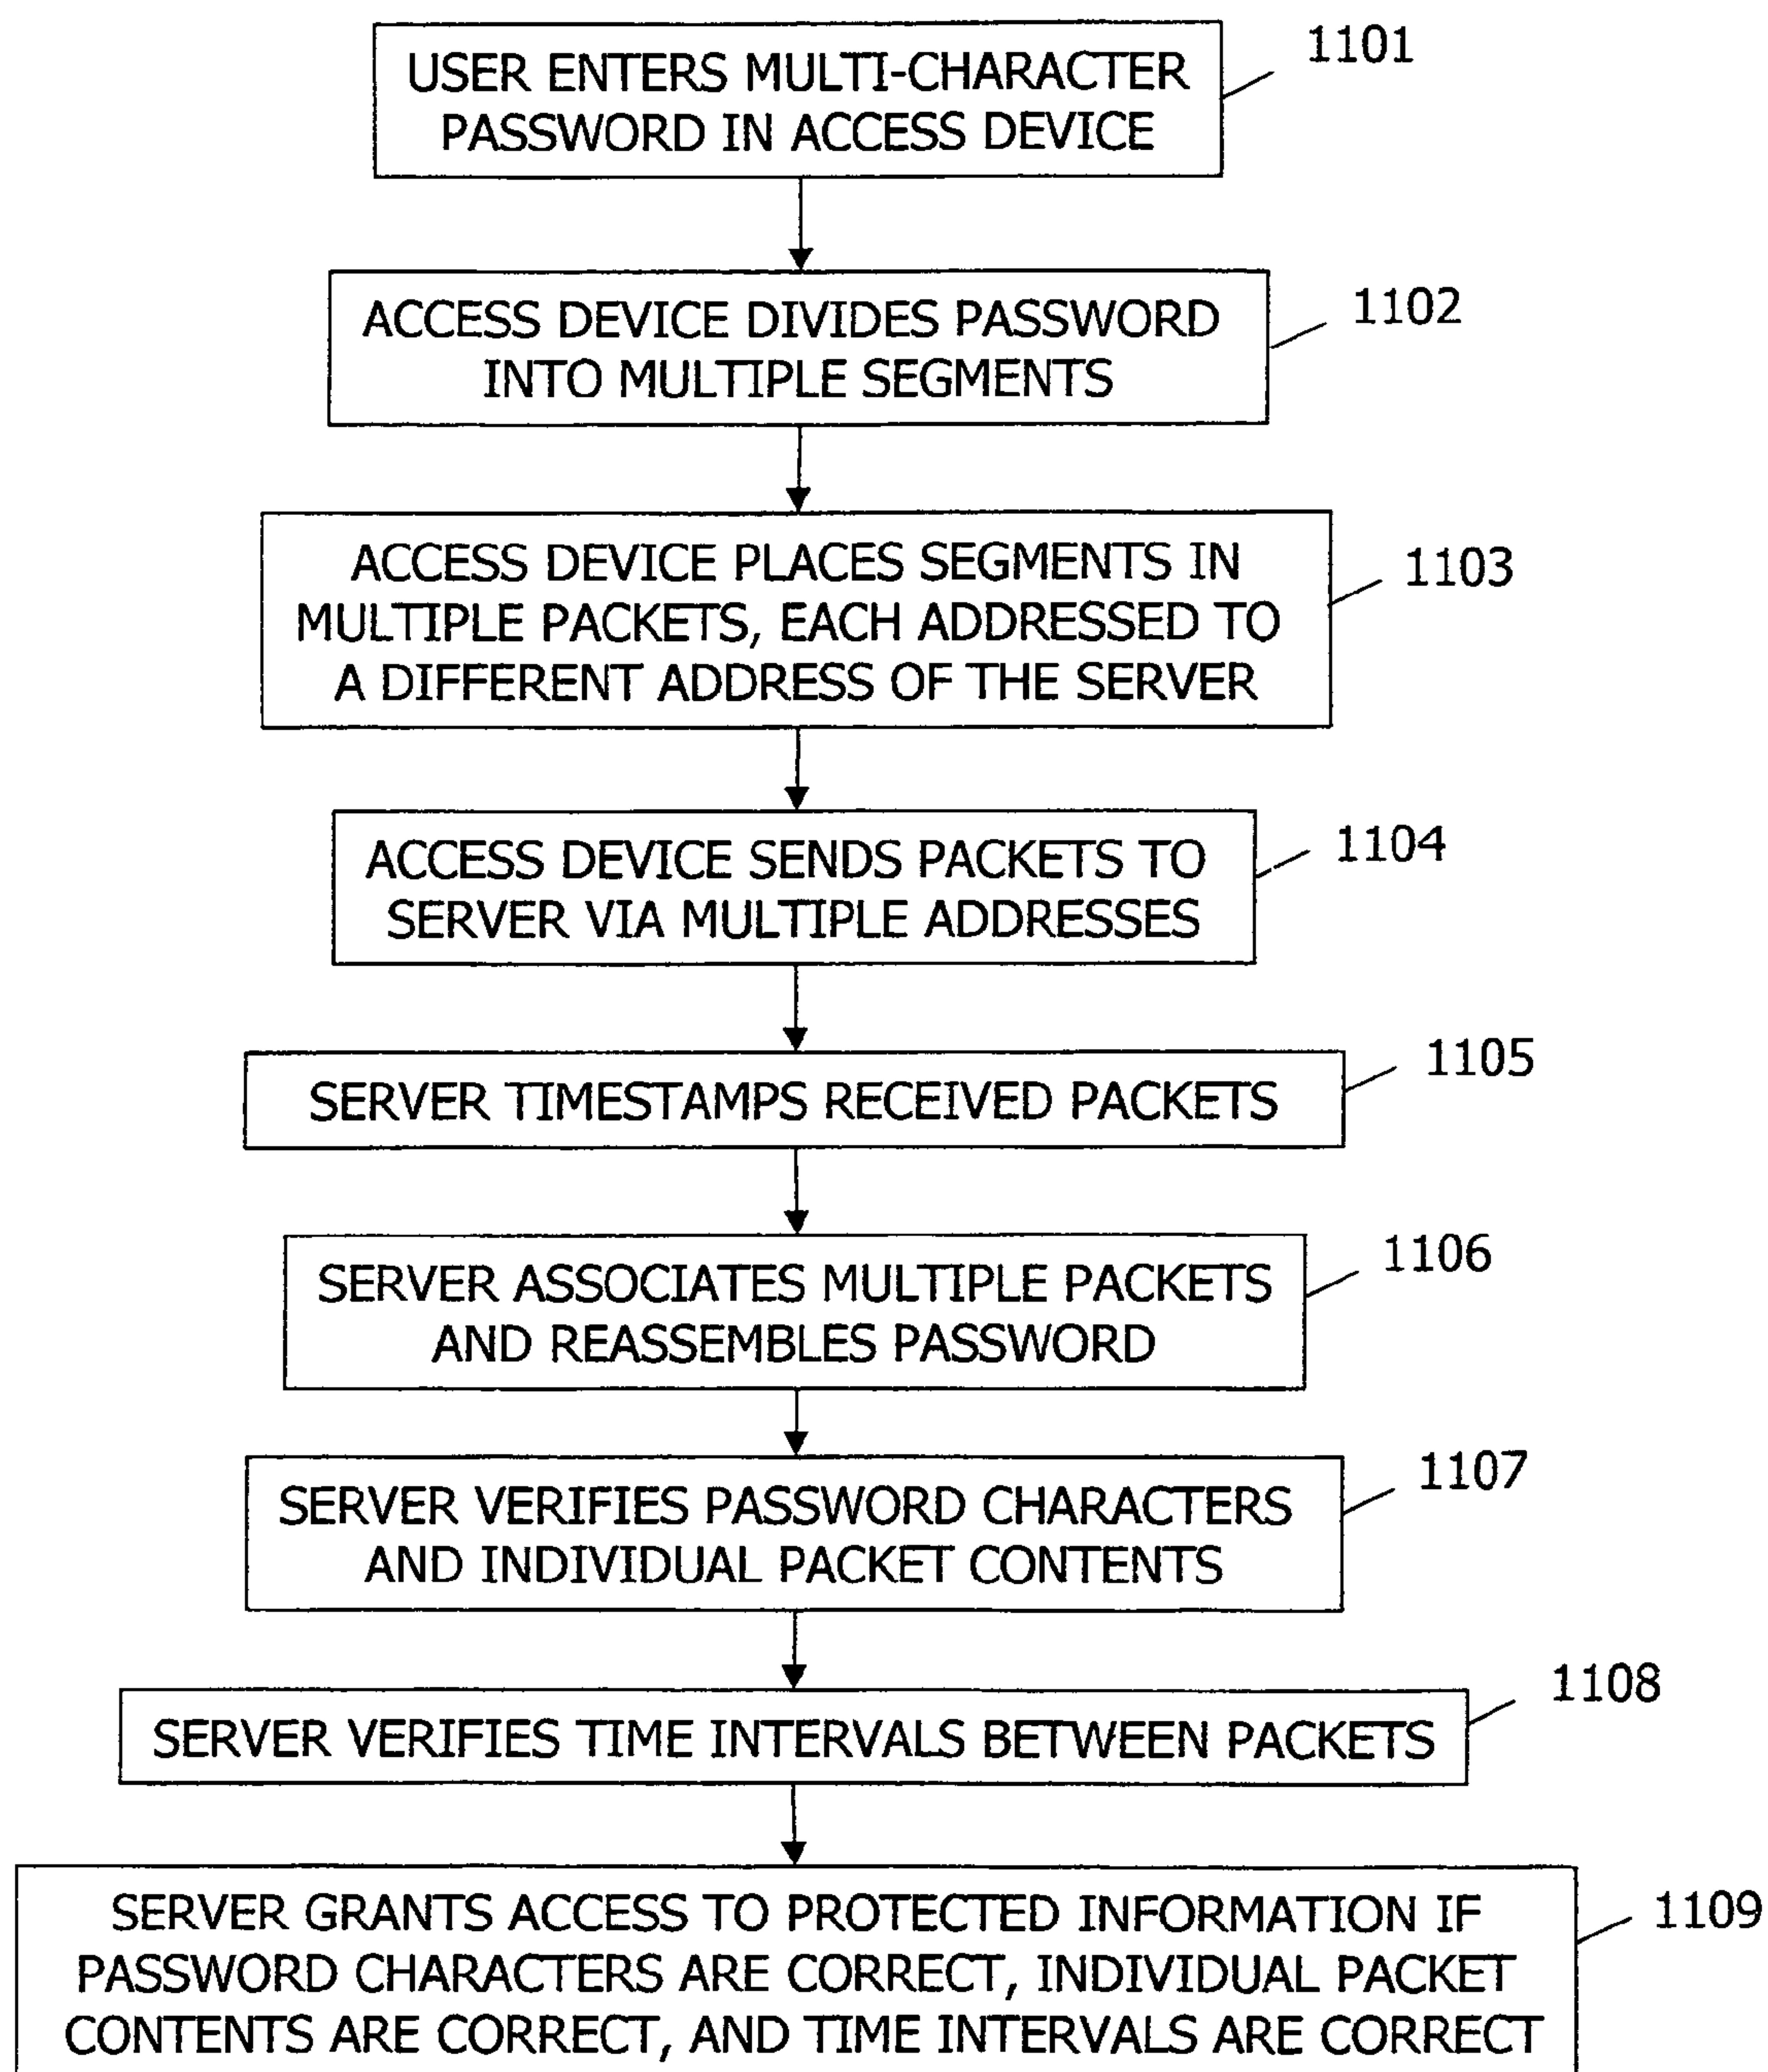 USER ENTERS MULTI-CHARACTER
PASSWORD IN ACCESS DEVICE
1101
ACCESS DEVICE DIVIDES PASSWORD
INTO MULTIPLE SEGMENTS
1102
ACCESS DEVICE PLACES SEGMENTS IN
MULTIPLE PACKETS, EACH ADDRESSED TO
A DIFFERENT ADDRESS OF THE SERVER
1103
ACCESS DEVICE SENDS PACKETS TO
SERVER VIA MULTIPLE ADDRESSES
1104
SERVER TIMESTAMPS RECEIVED PACKETS
1105
SERVER ASSOCIATES MULTIPLE PACKETS
AND REASSEMBLES PASSWORD
1106
SERVER VERIFIES PASSWORD CHARACTERS
AND INDIVIDUAL PACKET CONTENTS
1107
SERVER VERIFIES TIME INTERVALS BETWEEN PACKETS
1108
SERVER GRANTS ACCESS TO PROTECTED INFORMATION IF
PASSWORD CHARACTERS ARE CORRECT, INDIVIDUAL PACKET
CONTENTS ARE CORRECT, AND TIME INTERVALS ARE CORRECT
1109